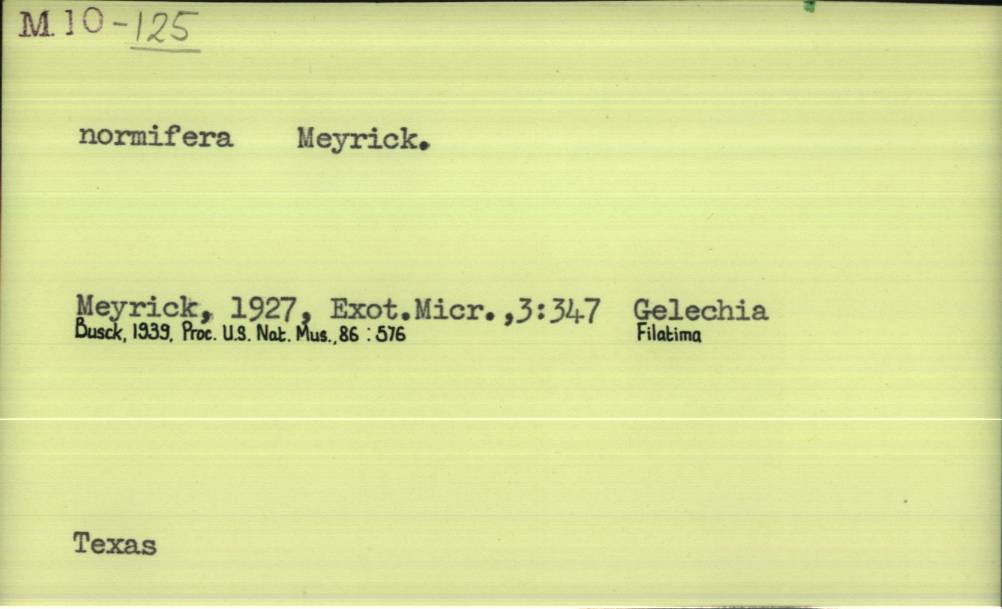 M.10-125
normifera Meyrick.
Meyrick, 1927, Exot.Micr.,3:347 Gelechia
Busck, 1939, Proc. U.S. Nat. Mus., 86 : 576 Filatima
Texas